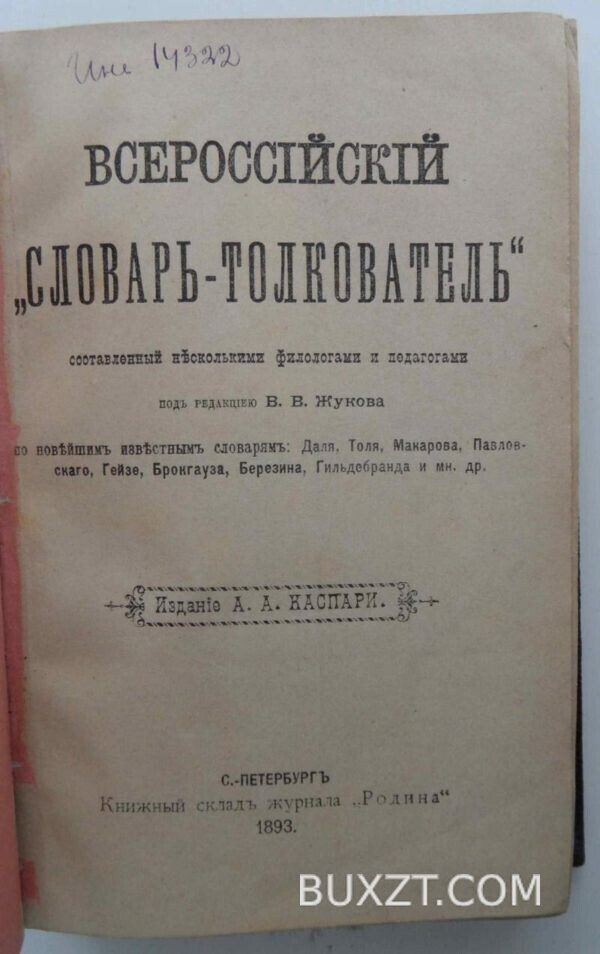 Инв 14322
ВСЕРОССІЙСКІЙ
„СЛОВАРЬ-ТОЛКОВАТЕЛЬ“
составленный нѣсколькими филологами и педагогами
подъ редакціею В. В. Жукова
по новѣйшимъ извѣстнымъ словарямъ: Даля, Толя, Макарова, Павлов-
скаго, Гейзе, Брокгауза, Березина, Гильдебранда и мн. др.
Изданіе А. А. КАСПАРИ.
С.-ПЕТЕРБУРГЪ
Книжный складъ журнала „Родина“
1893.
BUXZT.COM